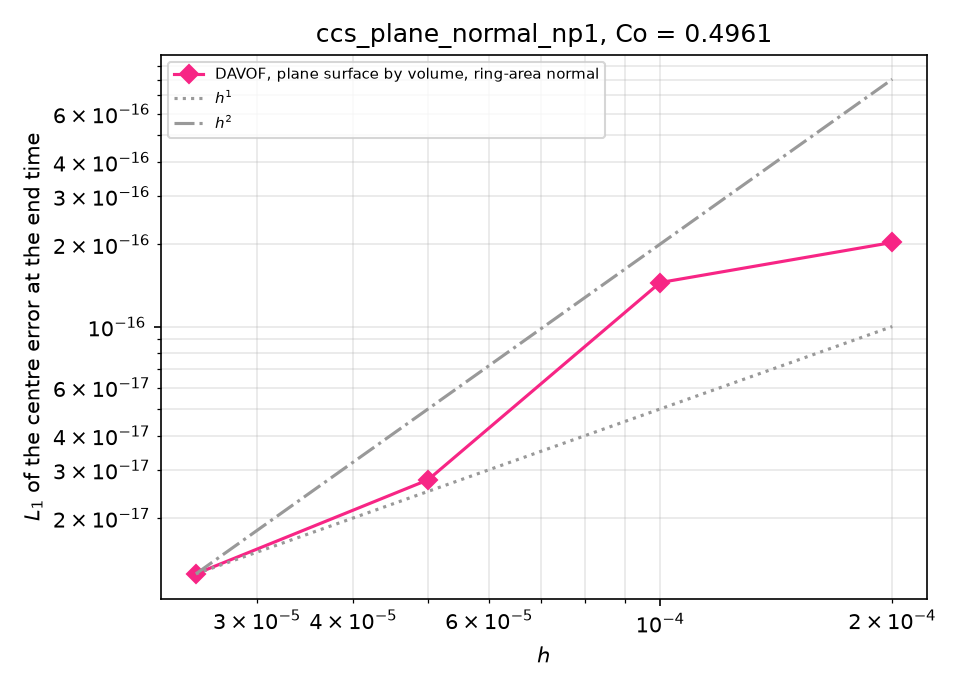 ccs_plane_normal_np1, Co = 0.4961
DAVOF, plane surface by volume, ring-area normal
h¹
h²
L₁ of the centre error at the end time
6 × 10⁻¹⁶
4 × 10⁻¹⁶
3 × 10⁻¹⁶
2 × 10⁻¹⁶
10⁻¹⁶
6 × 10⁻¹⁷
4 × 10⁻¹⁷
3 × 10⁻¹⁷
2 × 10⁻¹⁷
3 × 10⁻⁵ 4 × 10⁻⁵ 6 × 10⁻⁵ 10⁻⁴ 2 × 10⁻⁴
h